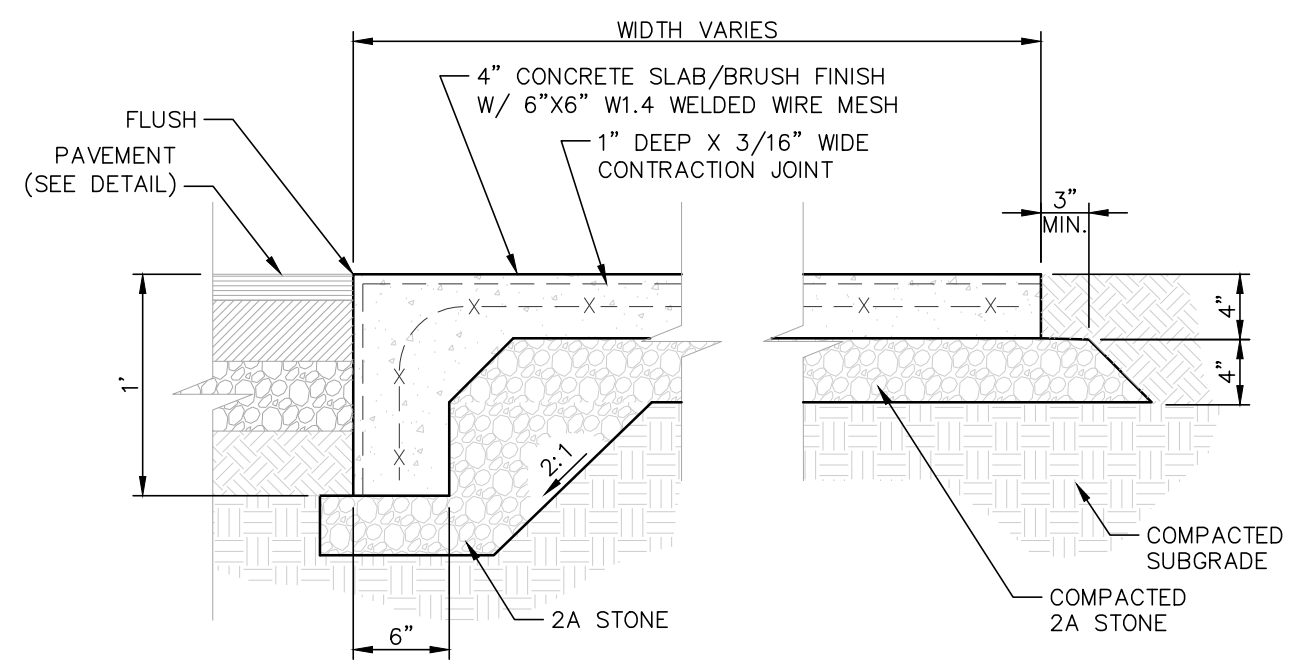 WIDTH VARIES
4” CONCRETE SLAB/BRUSH FINISH
W/ 6”X6” W1.4 WELDED WIRE MESH
FLUSH
1” DEEP X 3/16” WIDE
CONTRACTION JOINT
PAVEMENT
(SEE DETAIL)
3”
MIN.
4”
4”
1’
X
X
X
X
X
X
2:1
COMPACTED
SUBGRADE
COMPACTED
2A STONE
2A STONE
6”